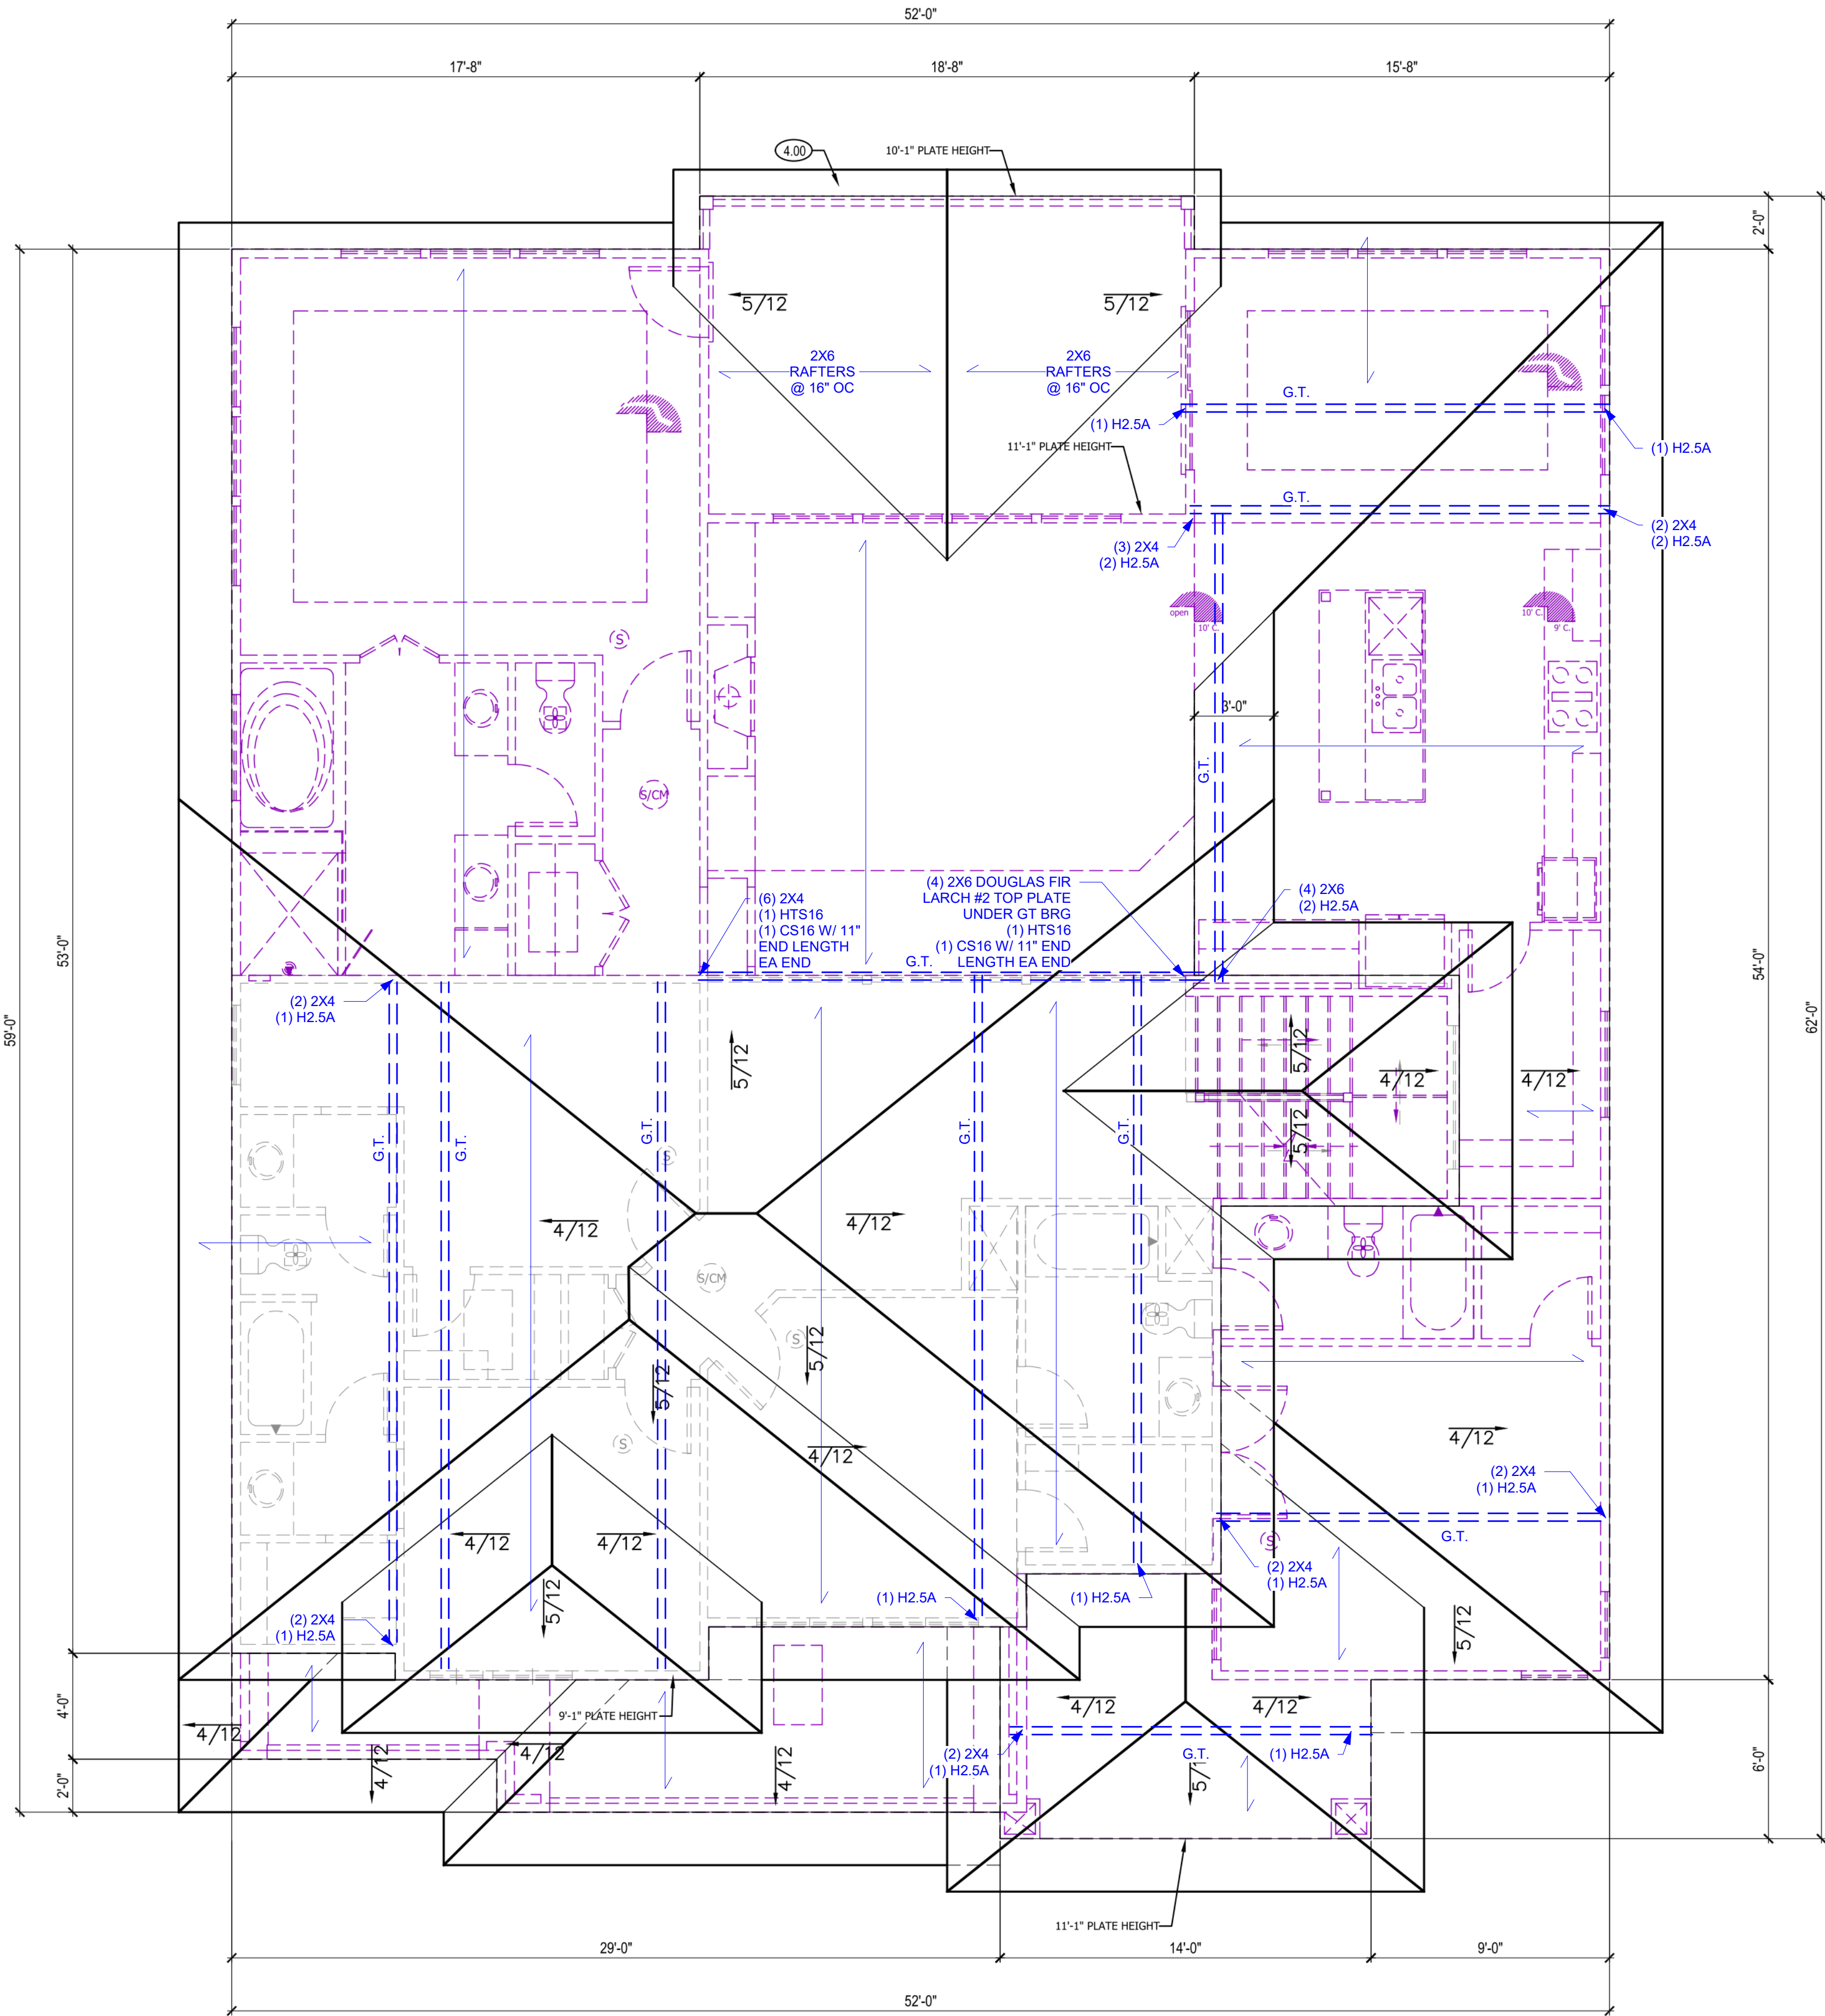 52'-0"
17'-8"
18'-8"
15'-8"
4.00
10'-1" PLATE HEIGHT
2'-0"
5/12
5/12
2X6
RAFTERS
@ 16" OC
2X6
RAFTERS
@ 16" OC
G.T.
(1) H2.5A
(1) H2.5A
11'-1" PLATE HEIGHT
G.T.
(2) 2X4
(2) H2.5A
(3) 2X4
(2) H2.5A
open
10' C.
10' C.
9' C.
S
3'-0"
G.T.
S/CM
(6) 2X4
(1) HTS16
(1) CS16 W/ 11"
END LENGTH
EA END
(4) 2X6 DOUGLAS FIR
LARCH #2 TOP PLATE
UNDER GT BRG
(1) HTS16
(1) CS16 W/ 11" END
LENGTH EA END
G.T.
(4) 2X6
(2) H2.5A
53'-0"
54'-0"
59'-0"
62'-0"
(2) 2X4
(1) H2.5A
5/12
5/12
4/12
4/12
5/12
G.T.
G.T.
G.T.
G.T.
G.T.
S
4/12
4/12
S/CM
S
5/12
5/12
4/12
4/12
S
(2) 2X4
(1) H2.5A
4/12
4/12
G.T.
S
(2) 2X4
(1) H2.5A
5/12
(1) H2.5A
(1) H2.5A
(2) 2X4
(1) H2.5A
5/12
4'-0"
9'-1" PLATE HEIGHT
4/12
4/12
4/12
4/12
4/12
4/12
(2) 2X4
(1) H2.5A
G.T.
(1) H2.5A
5/1
2'-0"
6'-0"
11'-1" PLATE HEIGHT
29'-0"
14'-0"
9'-0"
52'-0"